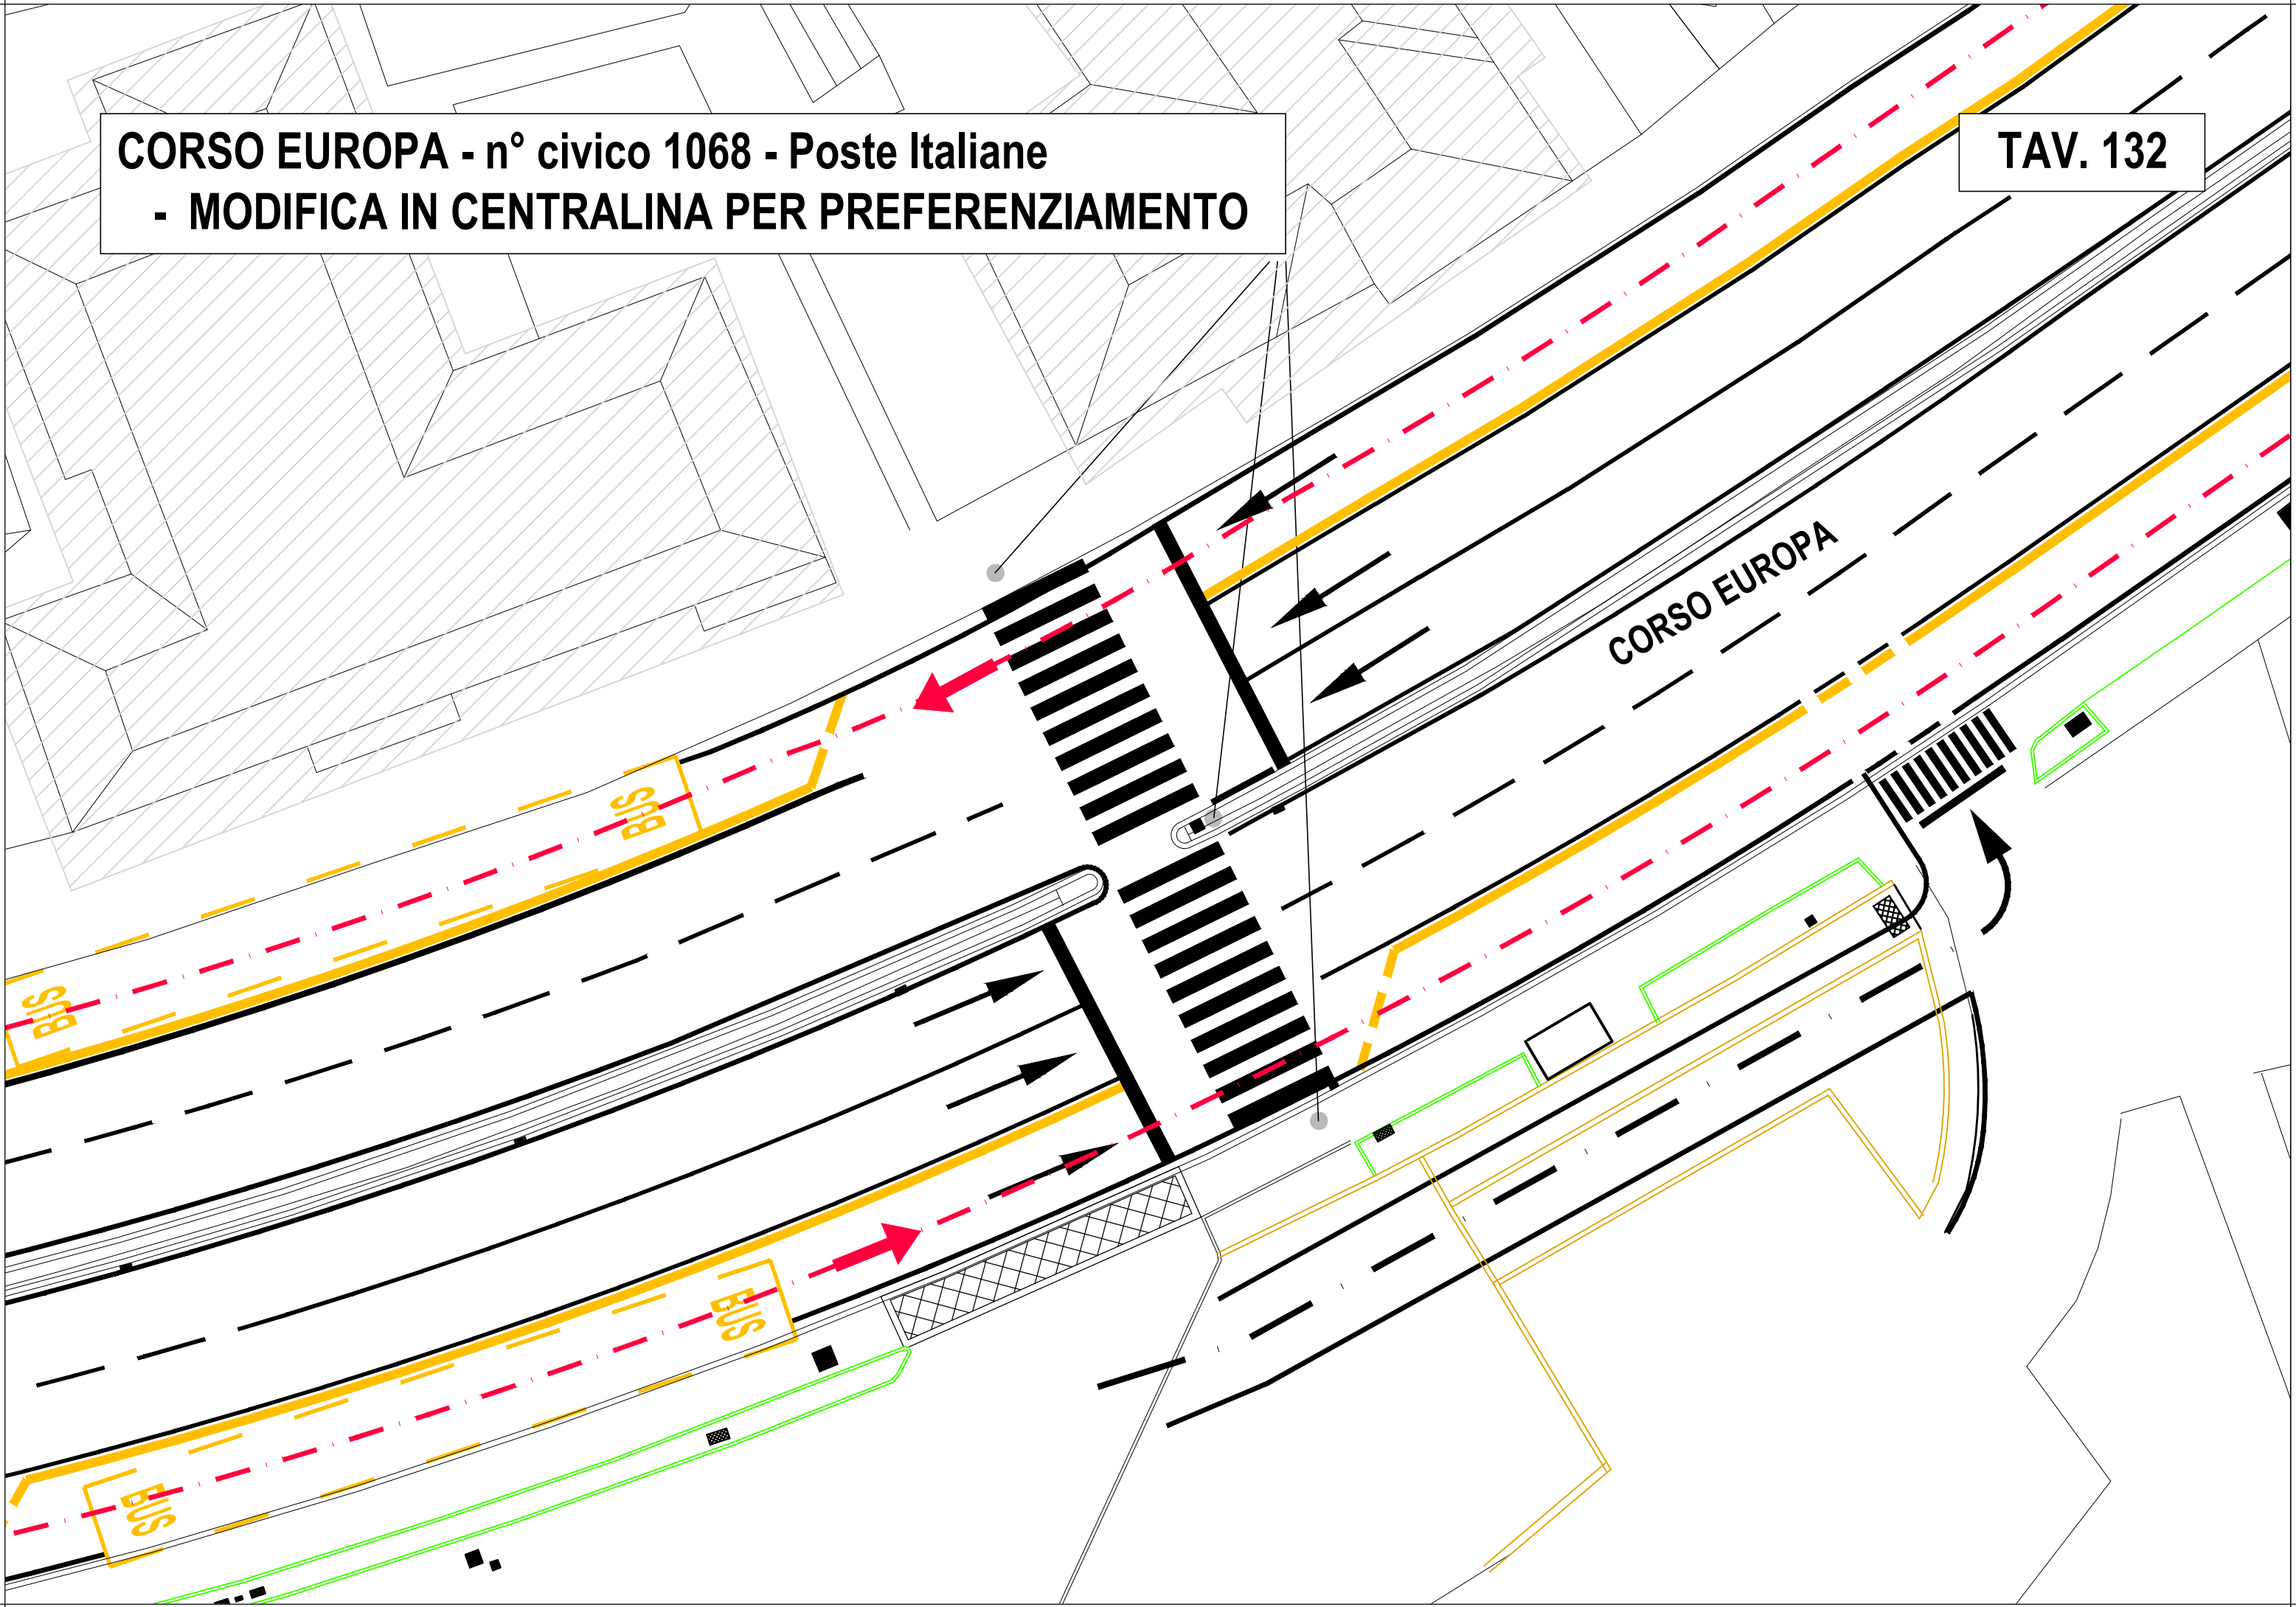 CORSO EUROPA - n° civico 1068 - Poste Italiane
- MODIFICA IN CENTRALINA PER PREFERENZIAMENTO
TAV. 132
CORSO EUROPA
BUS
BUS
BUS
BUS